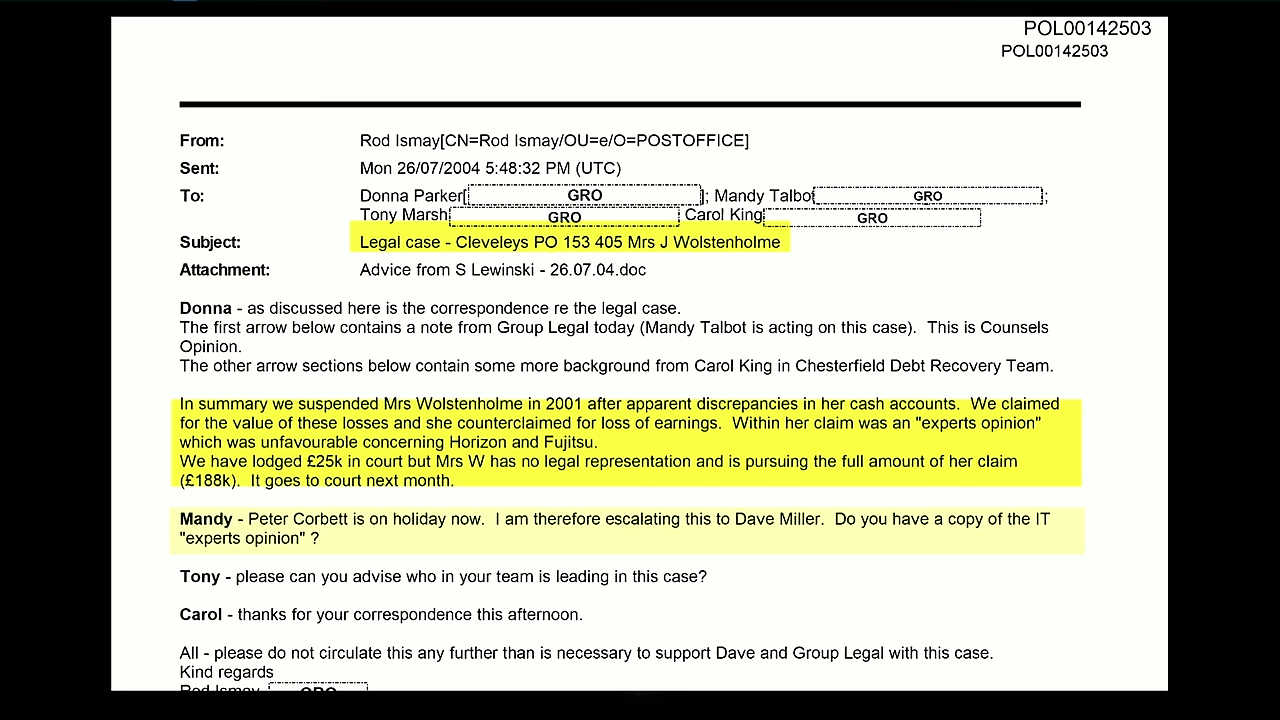 POL00142503
POL00142503
From: Rod Ismay[CN=Rod Ismay/OU=e/O=POSTOFFICE]
Sent: Mon 26/07/2004 5:48:32 PM (UTC)
To: Donna Parker[ GRO ]; Mandy Talbot GRO ;
Tony Marsh GRO Carol King GRO
Subject: Legal case - Cleveleys PO 153 405 Mrs J Wolstenholme
Attachment: Advice from S Lewinski - 26.07.04.doc
Donna - as discussed here is the correspondence re the legal case.
The first arrow below contains a note from Group Legal today (Mandy Talbot is acting on this case). This is Counsels
Opinion.
The other arrow sections below contain some more background from Carol King in Chesterfield Debt Recovery Team.
In summary we suspended Mrs Wolstenholme in 2001 after apparent discrepancies in her cash accounts. We claimed
for the value of these losses and she counterclaimed for loss of earnings. Within her claim was an "experts opinion"
which was unfavourable concerning Horizon and Fujitsu.
We have lodged £25k in court but Mrs W has no legal representation and is pursuing the full amount of her claim
(£188k). It goes to court next month.
Mandy - Peter Corbett is on holiday now. I am therefore escalating this to Dave Miller. Do you have a copy of the IT
"experts opinion" ?
Tony - please can you advise who in your team is leading in this case?
Carol - thanks for your correspondence this afternoon.
All - please do not circulate this any further than is necessary to support Dave and Group Legal with this case.
Kind regards
Rod Ismay GRO